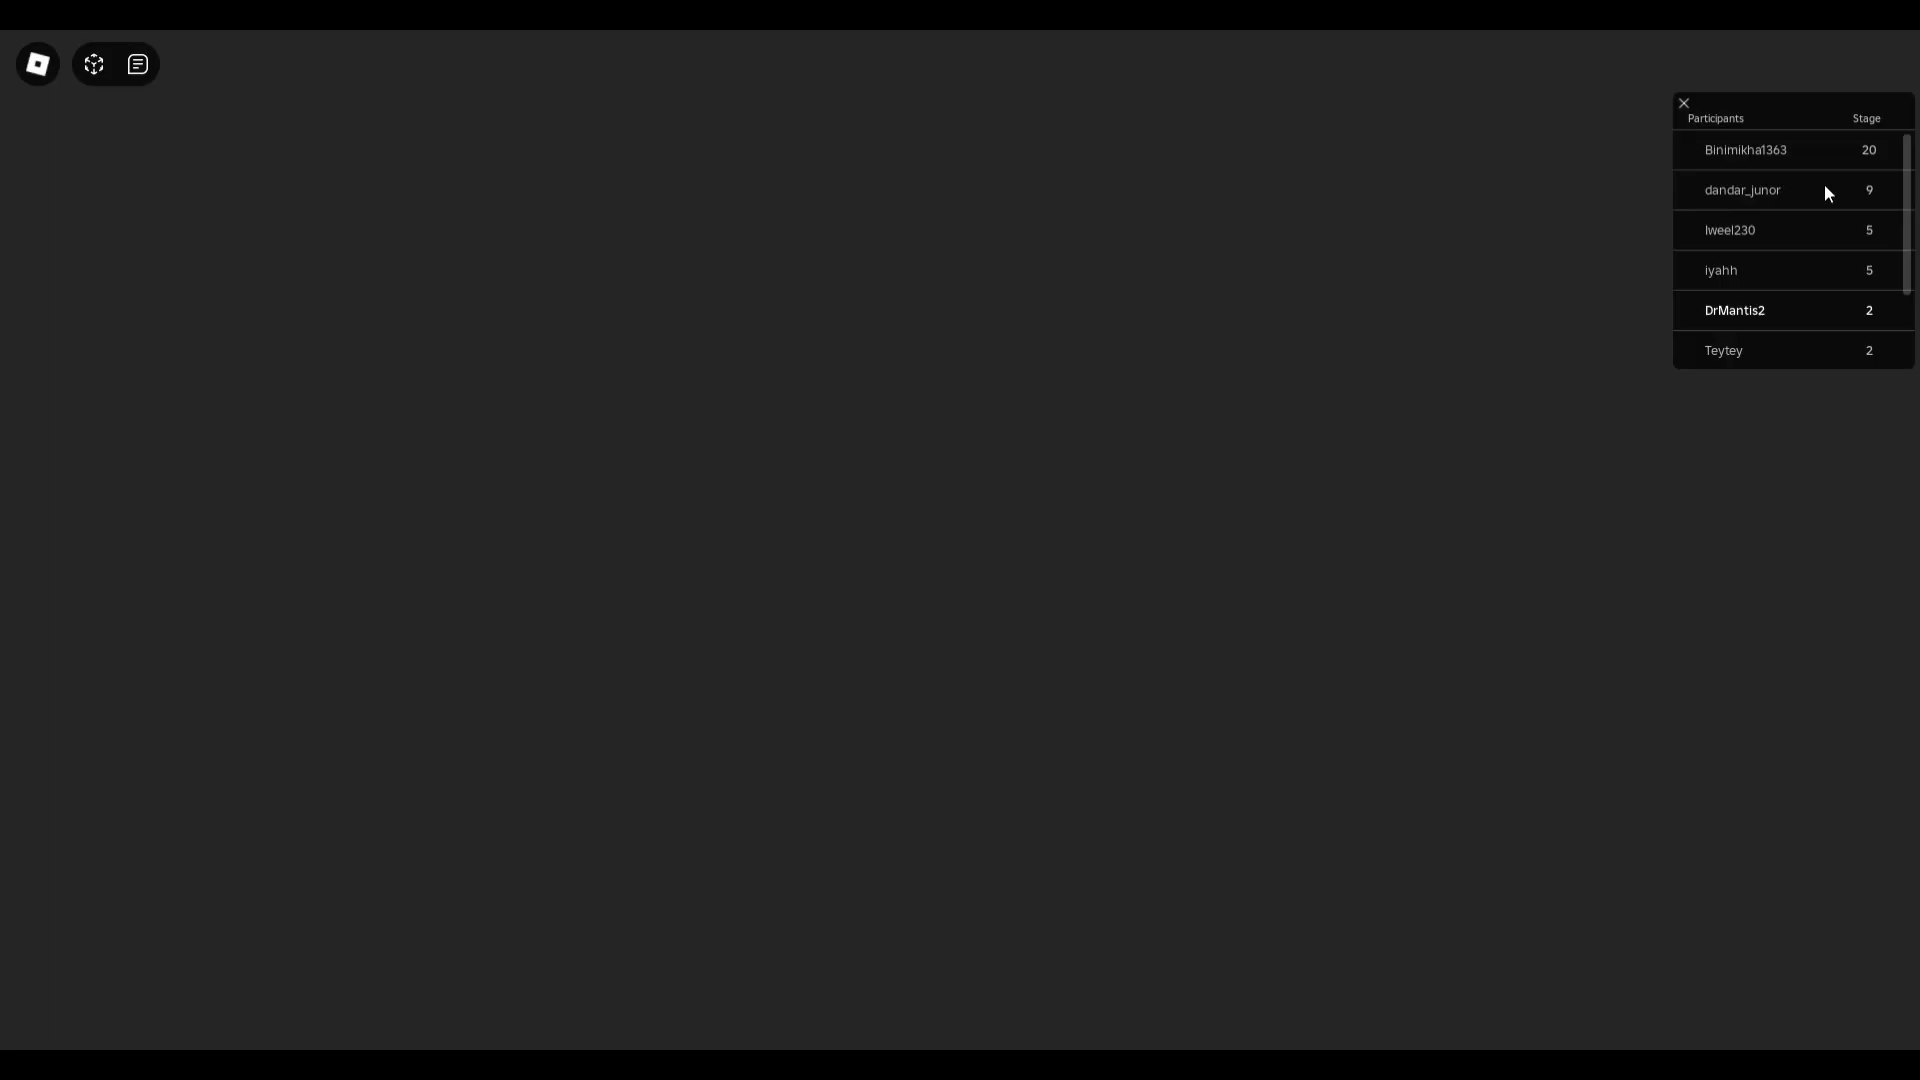 Participants Stage
Binimikha1363 20
dandar_junor 9
lweel230 5
iyahh 5
DrMantis2 2
Teytey 2